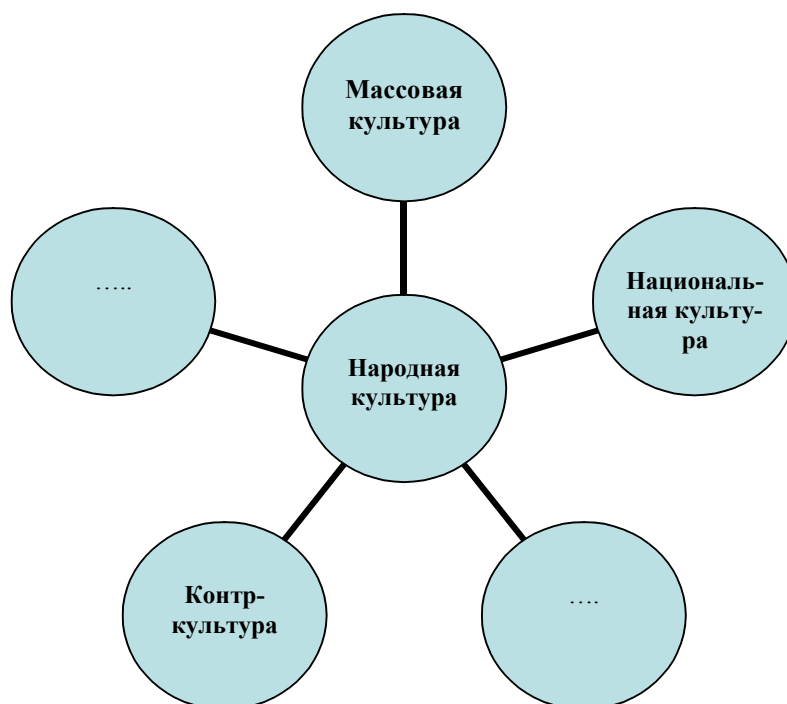 Массовая
культура
…..
Националь-
ная культу-
ра
Народная
культура
Контр-
культура
….